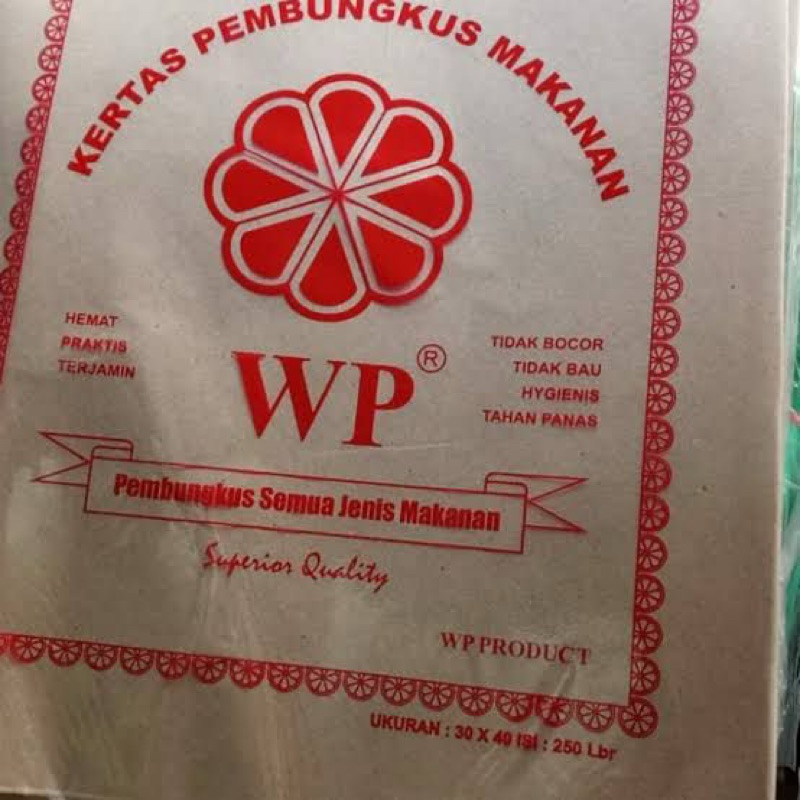 KERTAS PEMBUNGKUS MAKANAN
HEMAT
PRAKTIS
TERJAMIN
WP®
TIDAK BOCOR
TIDAK BAU
HYGIENIS
TAHAN PANAS
Pembungkus Semua Jenis Makanan
Superior Quality
WP PRODUCT
UKURAN : 30 X 40 ISI : 250 Lbr